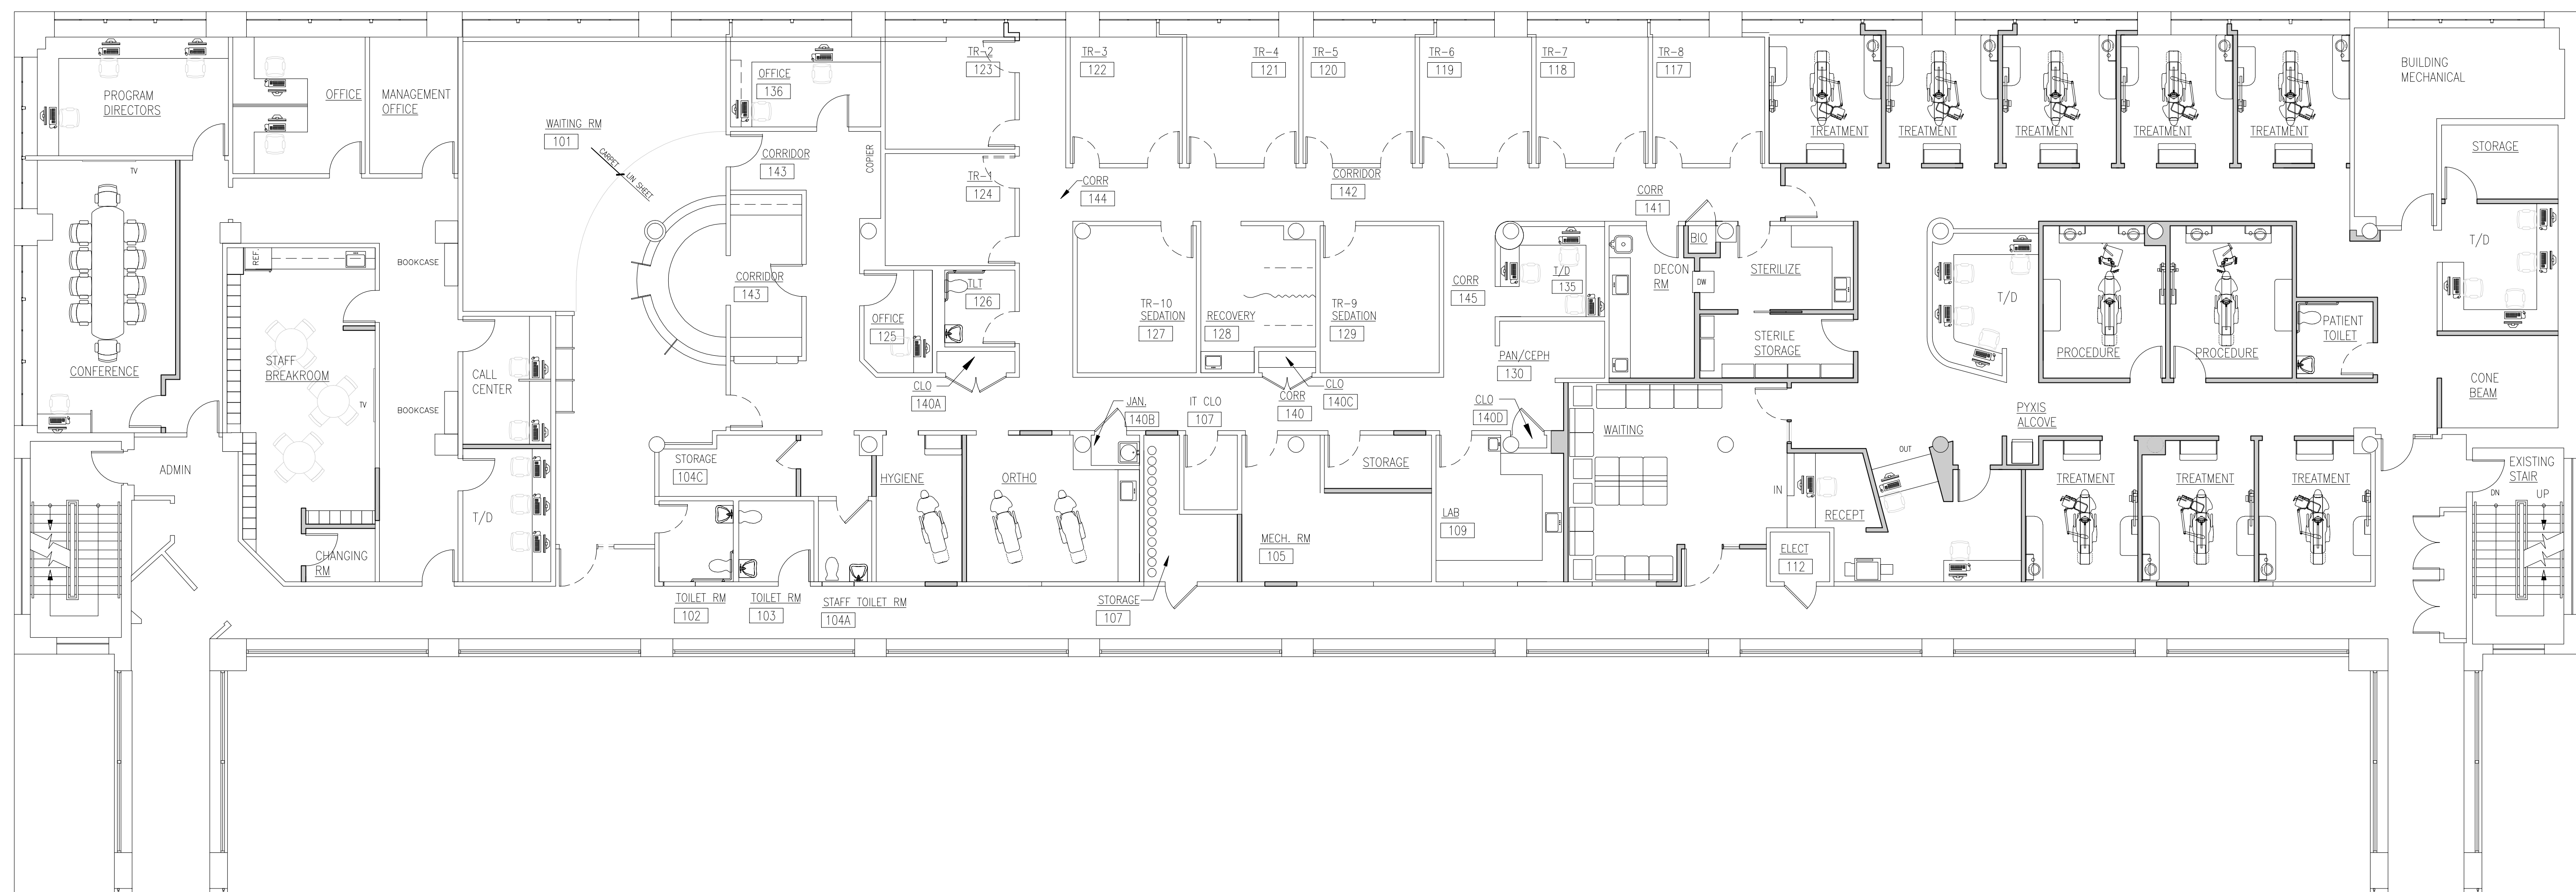 PROGRAM
DIRECTORS
OFFICE
MANAGEMENT
OFFICE
WAITING RM
101
CARPET
LIN SHEET
OFFICE
136
CORRIDOR
143
COPIER
TR-2
123
TR-1
124
TR-3
122
TR-4
121
TR-5
120
TR-6
119
TR-7
118
TR-8
117
TREATMENT
TREATMENT
TREATMENT
TREATMENT
TREATMENT
BUILDING
MECHANICAL
STORAGE
TV
CORR
144
CORRIDOR
142
CORR
141
BIO
REF.
BOOKCASE
CORRIDOR
143
TLT
126
OFFICE
125
TR-10
SEDATION
127
RECOVERY
128
TR-9
SEDATION
129
CORR
145
T/D
135
DECON
RM
DW
STERILIZE
STERILE
STORAGE
T/D
PROCEDURE
PROCEDURE
PATIENT
TOILET
T/D
CONFERENCE
STAFF
BREAKROOM
TV
CALL
CENTER
BOOKCASE
CLO
140A
JAN.
140B
IT CLO
107
CORR
140
CLO
140C
PAN/CEPH
130
CLO
140D
WAITING
PYXIS
ALCOVE
CONE
BEAM
ADMIN
STORAGE
104C
HYGIENE
ORTHO
STORAGE
OUT
IN
RECEPT
TREATMENT
TREATMENT
TREATMENT
EXISTING
STAIR
DN
UP
T/D
CHANGING
RM
MECH. RM
105
LAB
109
ELECT
112
TOILET RM
102
TOILET RM
103
STAFF TOILET RM
104A
STORAGE
107